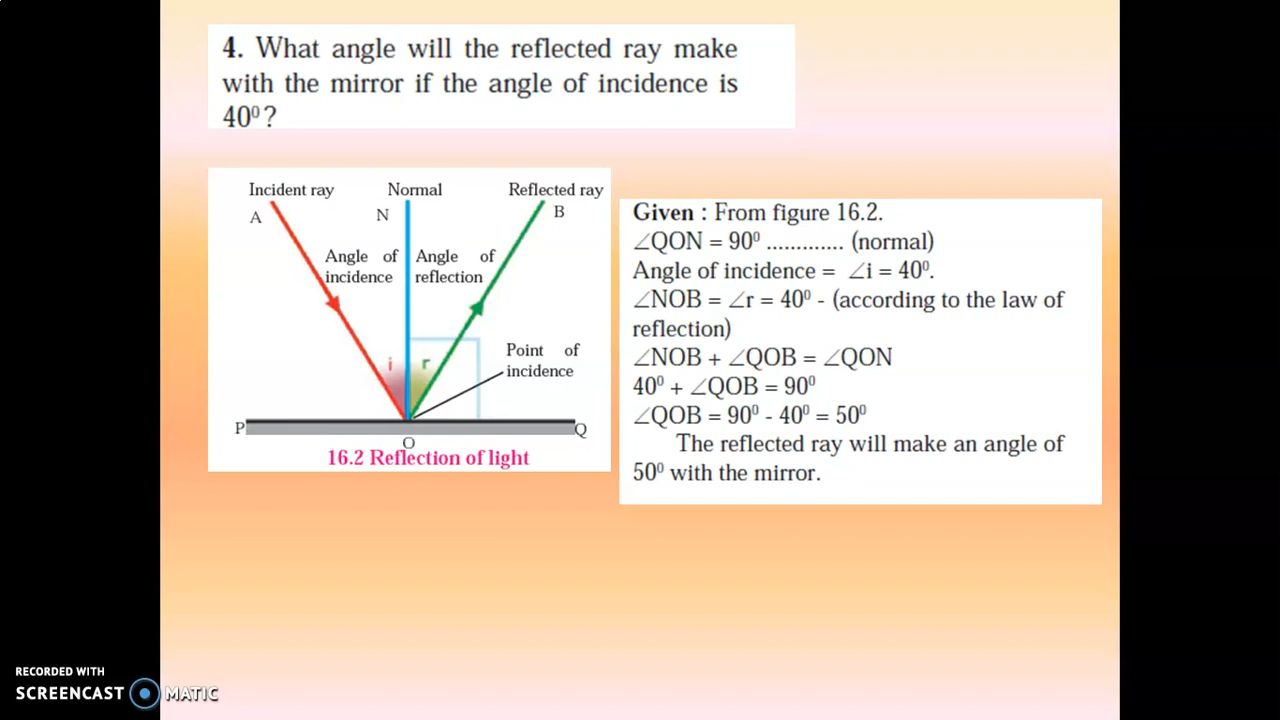 4. What angle will the reflected ray make
with the mirror if the angle of incidence is
40⁰?
Incident ray
Normal
Reflected ray
A
N
B
Angle of
incidence
Angle of
reflection
i
r
Point of
incidence
P
Q
O
16.2 Reflection of light
Given : From figure 16.2.
∠QON = 90⁰ ............. (normal)
Angle of incidence = ∠i = 40⁰.
∠NOB = ∠r = 40⁰ - (according to the law of
reflection)
∠NOB + ∠QOB = ∠QON
40⁰ + ∠QOB = 90⁰
∠QOB = 90⁰ - 40⁰ = 50⁰
The reflected ray will make an angle of
50⁰ with the mirror.
RECORDED WITH
SCREENCAST MATIC